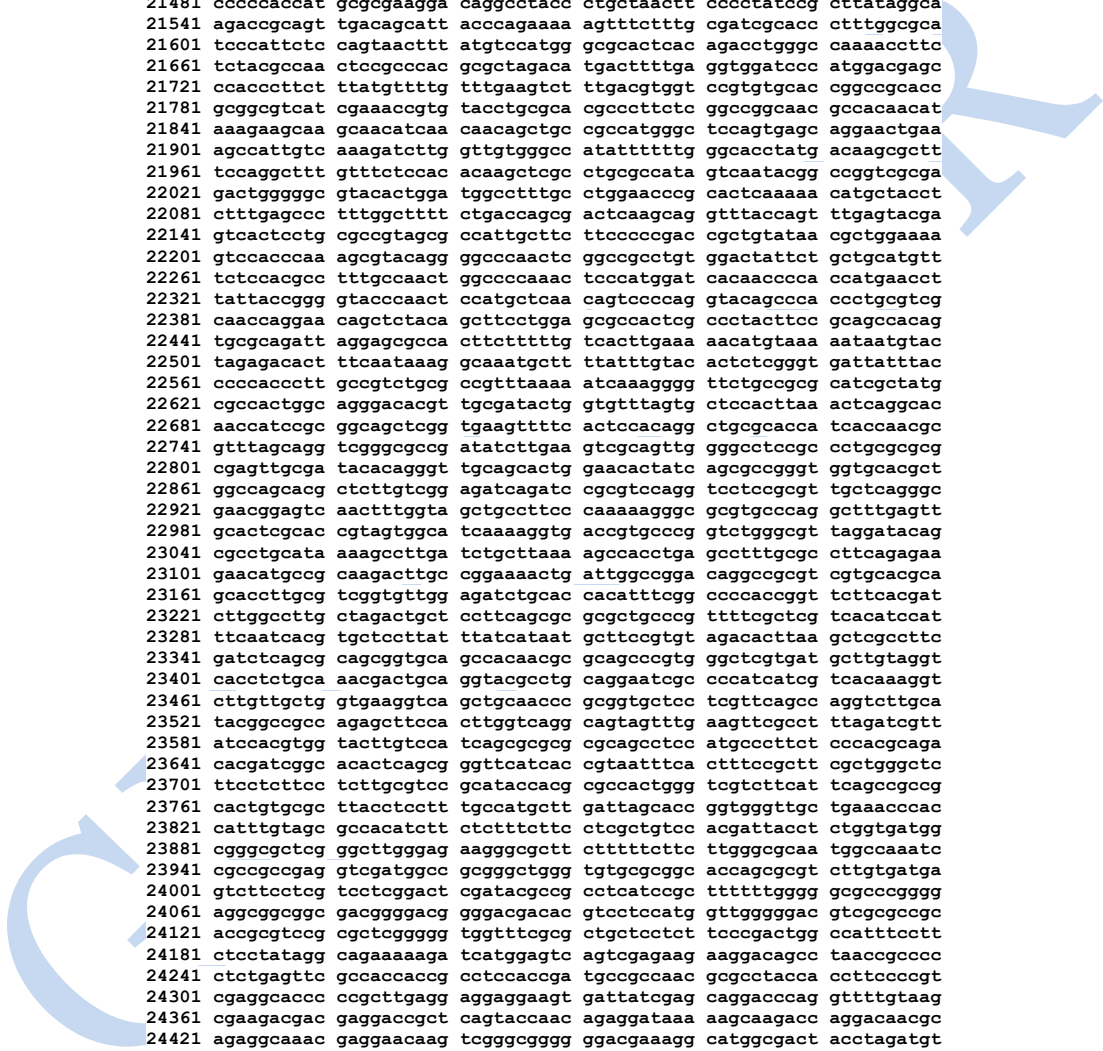 21481 cccccaccat gcgcgaagga caggcctacc ctgctaactt cccctatccg cttataggca
21541 agaccgcagt tgacagcatt acccagaaaa agtttctttg cgatcgcacc ctttggcgca
21601 tcccattctc cagtaacttt atgtccatgg gcgcactcac agacctgggc caaaaccttc
21661 tctacgccaa ctccgcccac gcgctagaca tgacttttga ggtggatccc atggacgagc
21721 ccacccttct ttatgttttg tttgaagtct ttgacgtggt ccgtgtgcac cggccgcacc
21781 gcggcgtcat cgaaaccgtg tacctgcgca cgcccttctc ggccggcaac gccacaacat
21841 aaagaagcaa gcaacatcaa caacagctgc cgccatgggc tccagtgagc aggaactgaa
21901 agccattgtc aaagatcttg gttgtgggcc atattttttg ggcacctatg acaagcgctt
21961 tccaggcttt gtttctccac acaagctcgc ctgcgccata gtcaatacgg ccggtcgcga
22021 gactgggggc gtacactgga tggcctttgc ctggaacccg cactcaaaaa catgctacct
22081 ctttgagccc tttggctttt ctgaccagcg actcaagcag gtttaccagt ttgagtacga
22141 gtcactcctg cgccgtagcg ccattgcttc ttcccccgac cgctgtataa cgctggaaaa
22201 gtccacccaa agcgtacagg ggcccaactc ggccgcctgt ggactattct gctgcatgtt
22261 tctccacgcc tttgccaact ggccccaaac tcccatggat cacaacccca ccatgaacct
22321 tattaccggg gtacccaact ccatgctcaa cagtccccag gtacagccca ccctgcgtcg
22381 caaccaggaa cagctctaca gcttcctgga gcgccactcg ccctacttcc gcagccacag
22441 tgcgcagatt aggagcgcca cttctttttg tcacttgaaa aacatgtaaa aataatgtac
22501 tagagacact ttcaataaag gcaaatgctt ttatttgtac actctcgggt gattatttac
22561 ccccaccctt gccgtctgcg ccgtttaaaa atcaaagggg ttctgccgcg catcgctatg
22621 cgccactggc agggacacgt tgcgatactg gtgtttagtg ctccacttaa actcaggcac
22681 aaccatccgc ggcagctcgg tgaagttttc actccacagg ctgcgcacca tcaccaacgc
22741 gtttagcagg tcgggcgccg atatcttgaa gtcgcagttg gggcctccgc cctgcgcgcg
22801 cgagttgcga tacacagggt tgcagcactg gaacactatc agcgccgggt ggtgcacgct
22861 ggccagcacg ctcttgtcgg agatcagatc cgcgtccagg tcctccgcgt tgctcagggc
22921 gaacggagtc aactttggta gctgccttcc caaaaagggc gcgtgcccag gctttgagtt
22981 gcactcgcac cgtagtggca tcaaaaggtg accgtgcccg gtctgggcgt taggatacag
23041 cgcctgcata aaagccttga tctgcttaaa agccacctga gcctttgcgc cttcagagaa
23101 gaacatgccg caagacttgc cggaaaactg attggccgga caggccgcgt cgtgcacgca
23161 gcaccttgcg tcggtgttgg agatctgcac cacatttcgg ccccaccggt tcttcacgat
23221 cttggccttg ctagactgct ccttcagcgc gcgctgcccg ttttcgctcg tcacatccat
23281 ttcaatcacg tgctccttat ttatcataat gcttccgtgt agacacttaa gctcgccttc
23341 gatctcagcg cagcggtgca gccacaacgc gcagcccgtg ggctcgtgat gcttgtaggt
23401 cacctctgca aacgactgca ggtacgcctg caggaatcgc cccatcatcg tcacaaaggt
23461 cttgttgctg gtgaaggtca gctgcaaccc gcggtgctcc tcgttcagcc aggtcttgca
23521 tacggccgcc agagcttcca cttggtcagg cagtagtttg aagttcgcct ttagatcgtt
23581 atccacgtgg tacttgtcca tcagcgcgcg cgcagcctcc atgcccttct cccacgcaga
23641 cacgatcggc acactcagcg ggttcatcac cgtaatttca ctttccgctt cgctgggctc
23701 ttcctcttcc tcttgcgtcc gcataccacg cgccactggg tcgtcttcat tcagccgccg
23761 cactgtgcgc ttacctcctt tgccatgctt gattagcacc ggtgggttgc tgaaacccac
23821 catttgtagc gccacatctt ctctttcttc ctcgctgtcc acgattacct ctggtgatgg
23881 cgggcgctcg ggcttgggag aagggcgctt ctttttcttc ttgggcgcaa tggccaaatc
23941 cgccgccgag gtcgatggcc gcgggctggg tgtgcgcggc accagcgcgt cttgtgatga
24001 gtcttcctcg tcctcggact cgatacgccg cctcatccgc ttttttgggg gcgcccgggg
24061 aggcggcggc gacggggacg gggacgacac gtcctccatg gttgggggac gtcgcgccgc
24121 accgcgtccg cgctcggggg tggtttcgcg ctgctcctct tcccgactgg ccatttcctt
24181 ctcctatagg cagaaaaaga tcatggagtc agtcgagaag aaggacagcc taaccgcccc
24241 ctctgagttc gccaccaccg cctccaccga tgccgccaac gcgcctacca ccttccccgt
24301 cgaggcaccc ccgcttgagg aggaggaagt gattatcgag caggacccag gttttgtaag
24361 cgaagacgac gaggaccgct cagtaccaac agaggataaa aagcaagacc aggacaacgc
24421 agaggcaaac gaggaacaag tcgggcgggg ggacgaaagg catggcgact acctagatgt